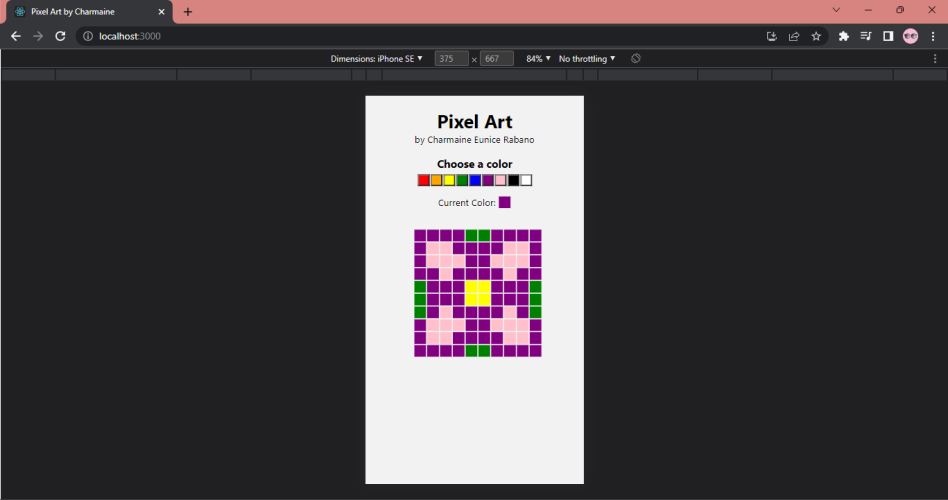 Pixel Art by Charmaine
localhost:3000
Dimensions: iPhone SE 375 × 667 84% No throttling
Pixel Art
by Charmaine Eunice Rabano
Choose a color
Current Color: